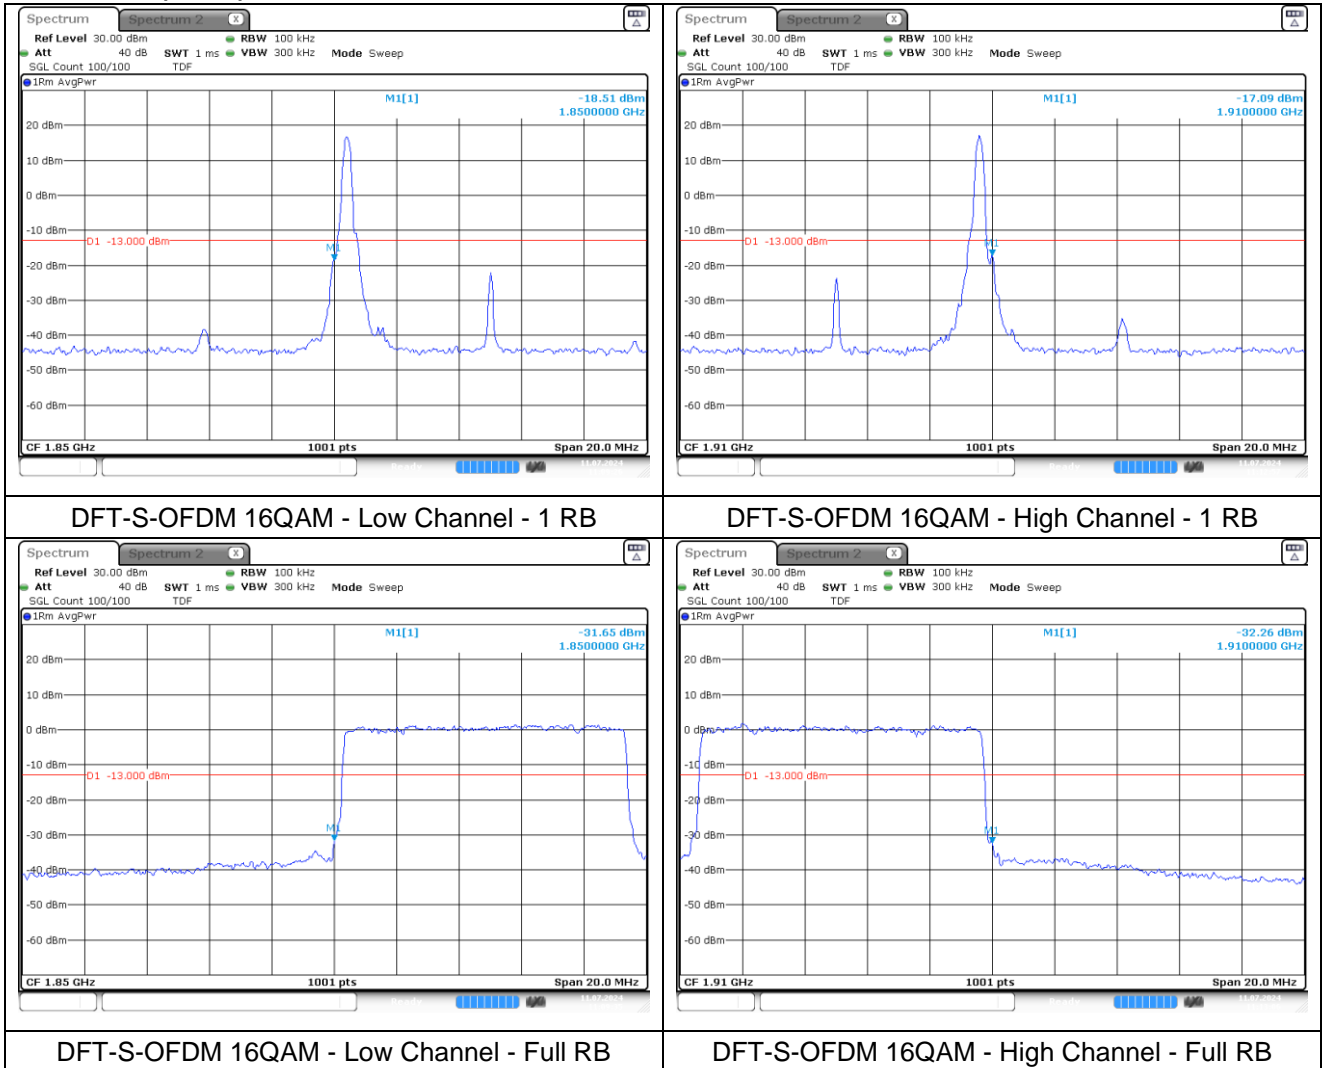 Spectrum Spectrum 2 X
Ref Level 30.00 dBm RBW 100 kHz
Att 40 dB SWT 1 ms VBW 300 kHz Mode Sweep
SGL Count 100/100 TDF
1Rm AvgPwr
M1[1] -18.51 dBm
1.8500000 GHz
20 dBm
10 dBm
0 dBm
-10 dBm
D1 -13.000 dBm
M1
-20 dBm
-30 dBm
-40 dBm
-50 dBm
-60 dBm
CF 1.85 GHz 1001 pts Span 20.0 MHz
Ready 11.07.2024
DFT-S-OFDM 16QAM - Low Channel - 1 RB
Spectrum Spectrum 2 X
Ref Level 30.00 dBm RBW 100 kHz
Att 40 dB SWT 1 ms VBW 300 kHz Mode Sweep
SGL Count 100/100 TDF
1Rm AvgPwr
M1[1] -17.09 dBm
1.9100000 GHz
20 dBm
10 dBm
0 dBm
-10 dBm
D1 -13.000 dBm
M1
-20 dBm
-30 dBm
-40 dBm
-50 dBm
-60 dBm
CF 1.91 GHz 1001 pts Span 20.0 MHz
Ready 11.07.2024
DFT-S-OFDM 16QAM - High Channel - 1 RB
Spectrum Spectrum 2 X
Ref Level 30.00 dBm RBW 100 kHz
Att 40 dB SWT 1 ms VBW 300 kHz Mode Sweep
SGL Count 100/100 TDF
1Rm AvgPwr
M1[1] -31.65 dBm
1.8500000 GHz
20 dBm
10 dBm
0 dBm
-10 dBm
D1 -13.000 dBm
-20 dBm
M1
-30 dBm
-40 dBm
-50 dBm
-60 dBm
CF 1.85 GHz 1001 pts Span 20.0 MHz
Ready 11.07.2024
DFT-S-OFDM 16QAM - Low Channel - Full RB
Spectrum Spectrum 2 X
Ref Level 30.00 dBm RBW 100 kHz
Att 40 dB SWT 1 ms VBW 300 kHz Mode Sweep
SGL Count 100/100 TDF
1Rm AvgPwr
M1[1] -32.26 dBm
1.9100000 GHz
20 dBm
10 dBm
0 dBm
-10 dBm
D1 -13.000 dBm
-20 dBm
M1
-30 dBm
-40 dBm
-50 dBm
-60 dBm
CF 1.91 GHz 1001 pts Span 20.0 MHz
Ready 11.07.2024
DFT-S-OFDM 16QAM - High Channel - Full RB